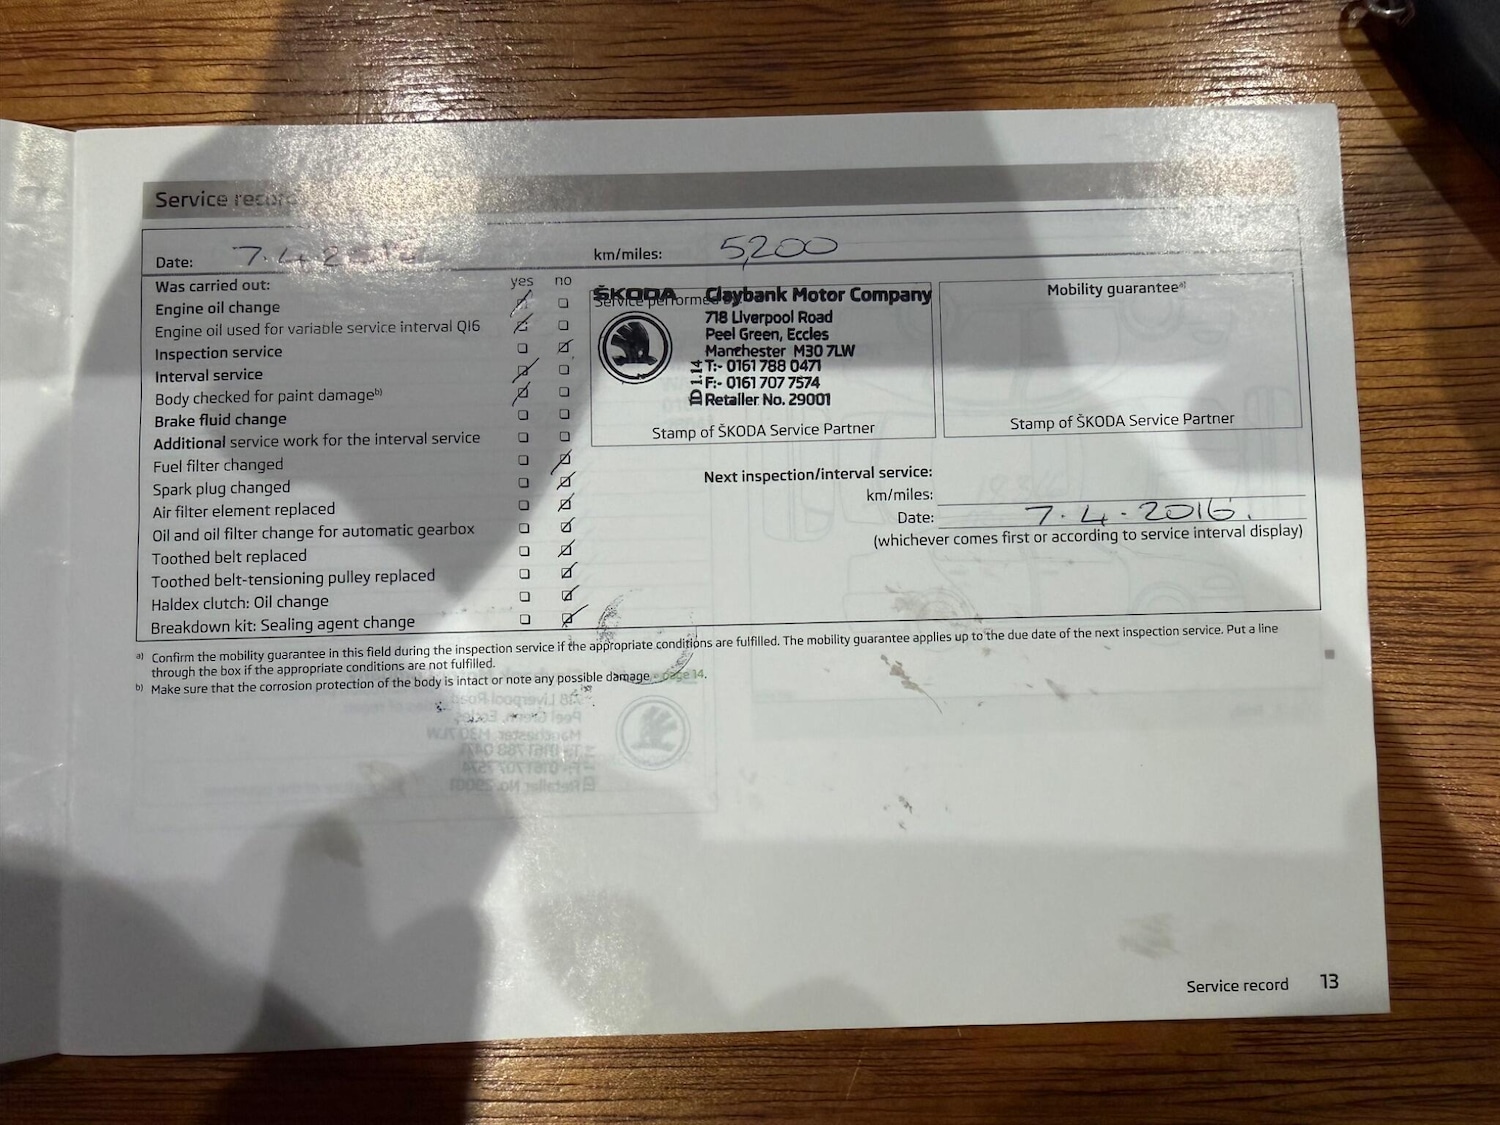 Service record
Date: 7.4.20
km/miles: 5,200
Was carried out: yes no
Engine oil change
Engine oil used for variable service interval QI6
Inspection service
Interval service
Body checked for paint damage b)
Brake fluid change
Additional service work for the interval service
Fuel filter changed
Spark plug changed
Air filter element replaced
Oil and oil filter change for automatic gearbox
Toothed belt replaced
Toothed belt-tensioning pulley replaced
Haldex clutch: Oil change
Breakdown kit: Sealing agent change
Service performed
ŠKODA Claybank Motor Company
718 Liverpool Road
Peel Green, Eccles
Manchester M30 7LW
T:- 0161 788 0471
F:- 0161 707 7574
Retailer No. 29001
ID 1.14
Stamp of ŠKODA Service Partner
Mobility guarantee a)
Stamp of ŠKODA Service Partner
Next inspection/interval service:
km/miles:
Date: 7.4.2016.
(whichever comes first or according to service interval display)
a) Confirm the mobility guarantee in this field during the inspection service if the appropriate conditions are fulfilled. The mobility guarantee applies up to the due date of the next inspection service. Put a line
through the box if the appropriate conditions are not fulfilled.
b) Make sure that the corrosion protection of the body is intact or note any possible damage » page 14.
Service record 13